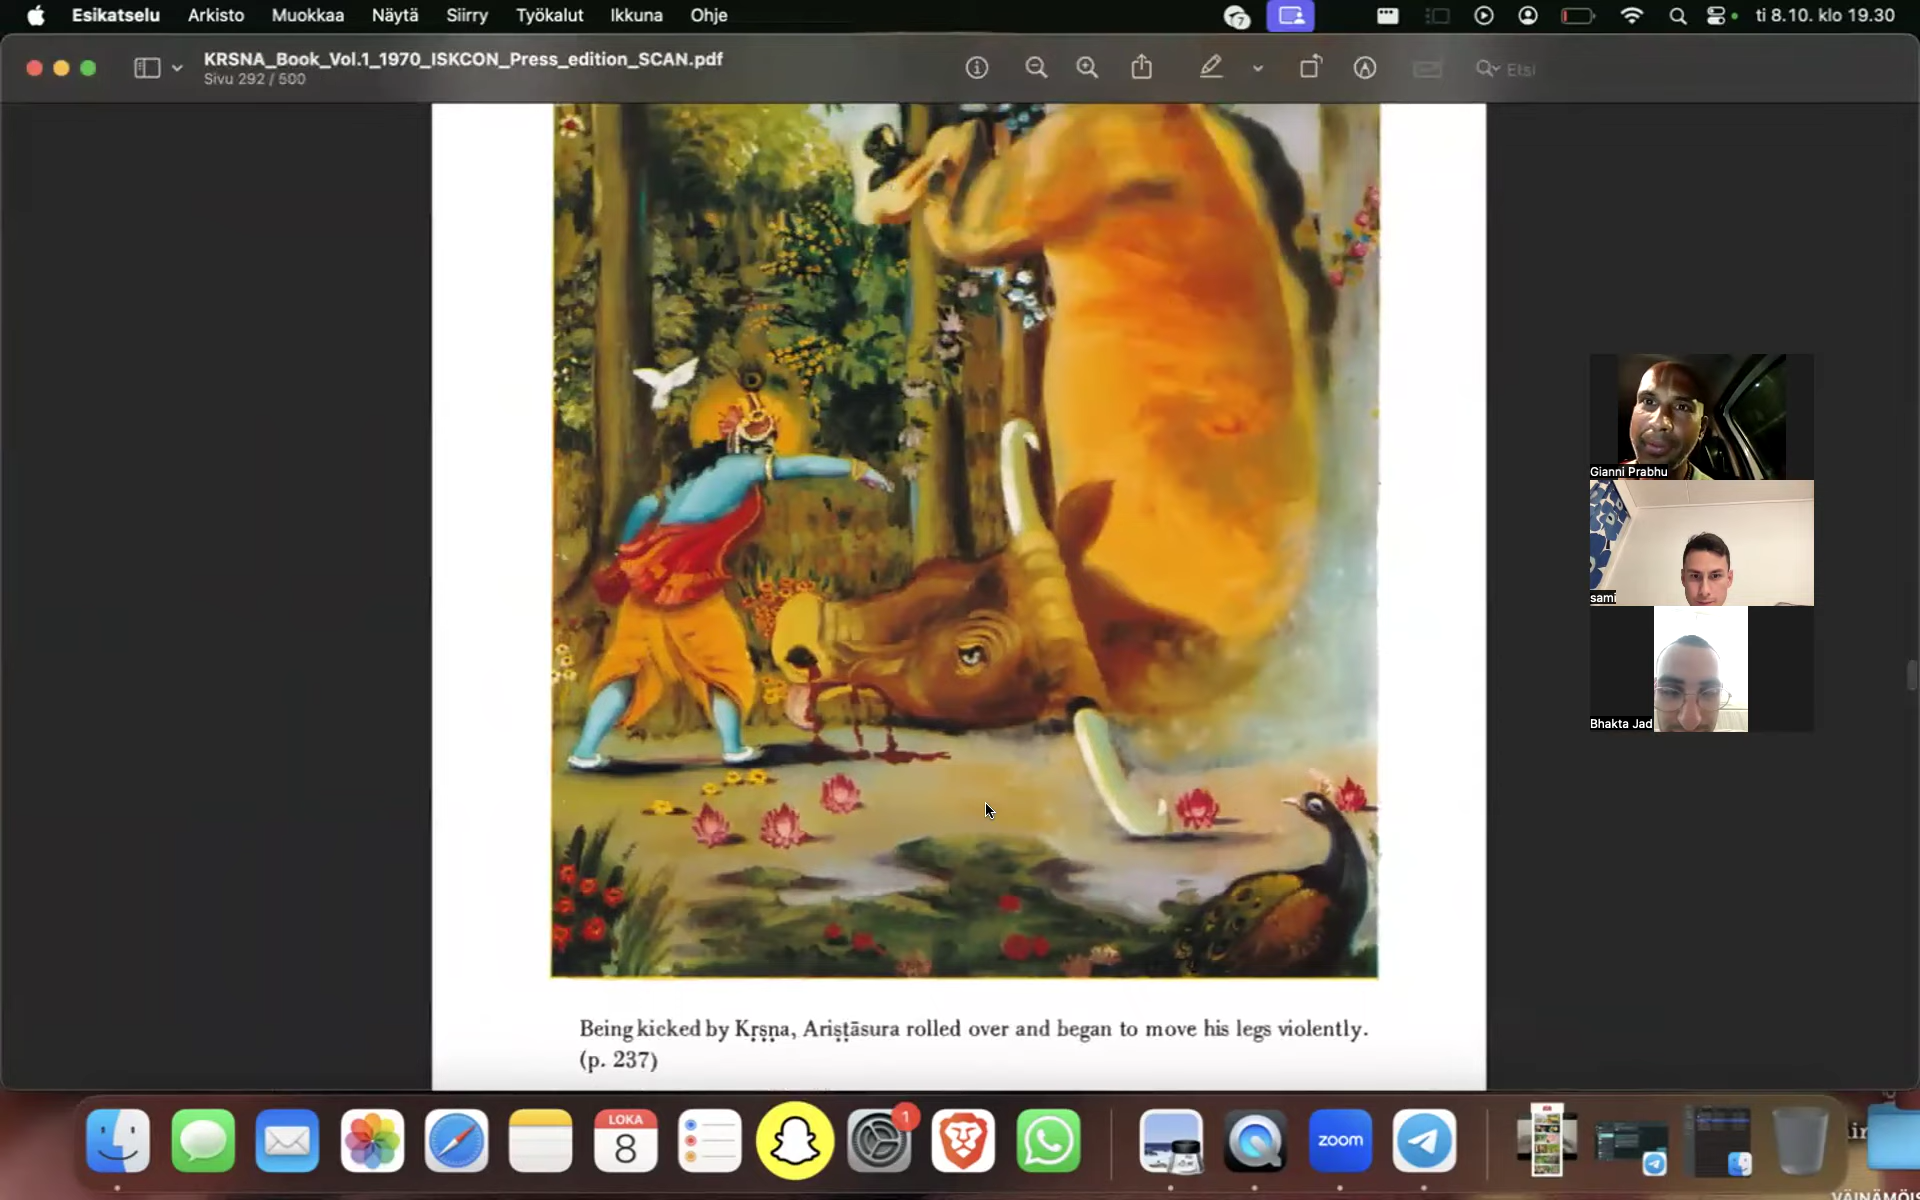 Esikatselu Arkisto Muokkaa Näytä Siirry Työkalut Ikkuna Ohje 7 ti 8.10. klo 19.30
KRSNA_Book_Vol.1_1970_ISKCON_Press_edition_SCAN.pdf
Sivu 292 / 500
Etsi
Gianni Prabhu
sami
Bhakta Jad
Being kicked by Kṛṣṇa, Ariṣṭāsura rolled over and began to move his legs violently.
(p. 237)
LOKA
8
1
zoom